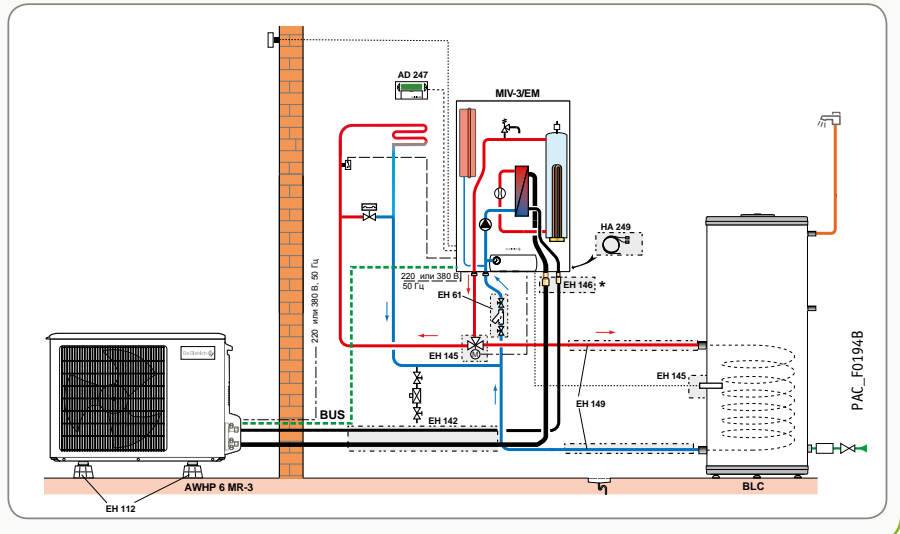 AD 247
MIV-3/EM
HA 249
220 или 380 В
50 Гц
EH 146 *
EH 61
220 или 380 В, 50 Гц
EH 145
EH 145
PAC_F0194B
EH 149
BUS
EH 142
De Dietrich
M
AWHP 6 MR-3
BLC
EH 112